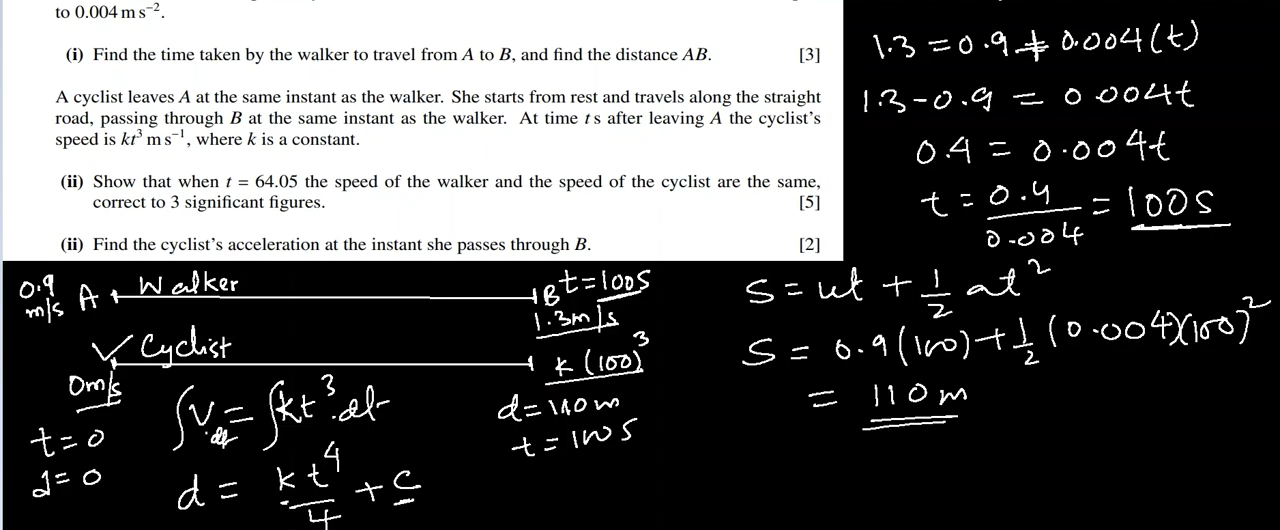 to 0.004 m s⁻².
(i) Find the time taken by the walker to travel from A to B, and find the distance AB. [3]
A cyclist leaves A at the same instant as the walker. She starts from rest and travels along the straight
road, passing through B at the same instant as the walker. At time t s after leaving A the cyclist's
speed is kt³ m s⁻¹, where k is a constant.
(ii) Show that when t = 64.05 the speed of the walker and the speed of the cyclist are the same,
correct to 3 significant figures. [5]
(ii) Find the cyclist's acceleration at the instant she passes through B. [2]
1.3 = 0.9 + 0.004(t)
1.3 - 0.9 = 0.004t
0.4 = 0.004t
t = 0.4/0.004 = 100s
S = ut + 1/2 at²
S = 0.9(100) + 1/2 (0.004)(100)²
= 110m
0.9 m/s A Walker B t = 100s
1.3m/s
Cyclist k(100)³
0m/s
t = 0
d = 0
∫V dt = ∫kt³ dt
d = kt⁴/4 + c
d = 110m
t = 100s